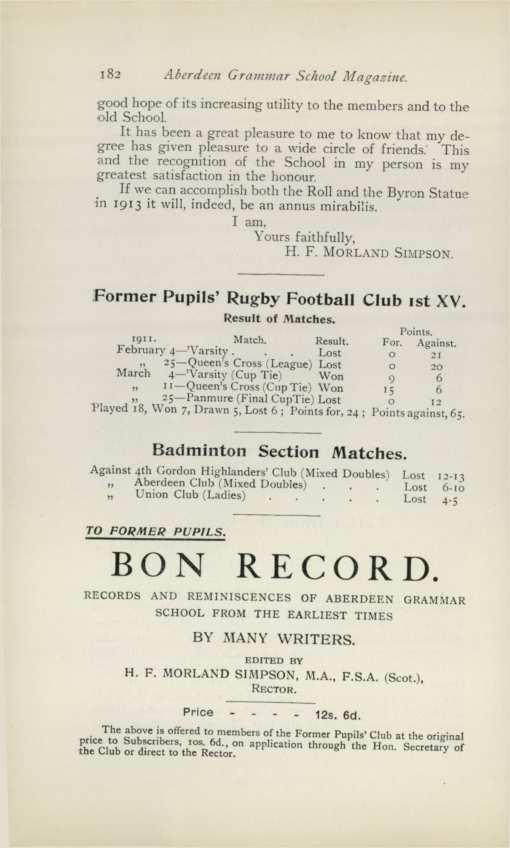 182 Aberdeen Grammar School Magazine.
good hope of its increasing utility to the members and to the
old School.
It has been a great pleasure to me to know that my de-
gree has given pleasure to a wide circle of friends. This
and the recognition of the School in my person is my
greatest satisfaction in the honour.
If we can accomplish both the Roll and the Byron Statue
in 1913 it will, indeed, be an annus mirabilis.
I am,
Yours faithfully,
H. F. MORLAND SIMPSON.
Former Pupils' Rugby Football Club 1st XV.
Result of Matches.
Points.
1911. Match. Result. For. Against.
February 4—'Varsity . . . Lost 0 21
„ 25—Queen's Cross (League) Lost 0 20
March 4—'Varsity (Cup Tie) Won 9 6
„ 11—Queen's Cross (Cup Tie) Won 15 6
„ 25—Panmure (Final Cup Tie) Lost 0 12
Played 18, Won 7, Drawn 5, Lost 6 ; Points for, 24 ; Points against, 65.
Badminton Section Matches.
Against 4th Gordon Highlanders' Club (Mixed Doubles) Lost 12-13
„ Aberdeen Club (Mixed Doubles) . . . Lost 6-10
„ Union Club (Ladies) . . . . . Lost 4-5
TO FORMER PUPILS.
BON RECORD.
RECORDS AND REMINISCENCES OF ABERDEEN GRAMMAR
SCHOOL FROM THE EARLIEST TIMES
BY MANY WRITERS.
EDITED BY
H. F. MORLAND SIMPSON, M.A., F.S.A. (Scot.),
RECTOR.
Price - - - - 12s. 6d.
The above is offered to members of the Former Pupils' Club at the original
price to Subscribers, 10s. 6d., on application through the Hon. Secretary of
the Club or direct to the Rector.